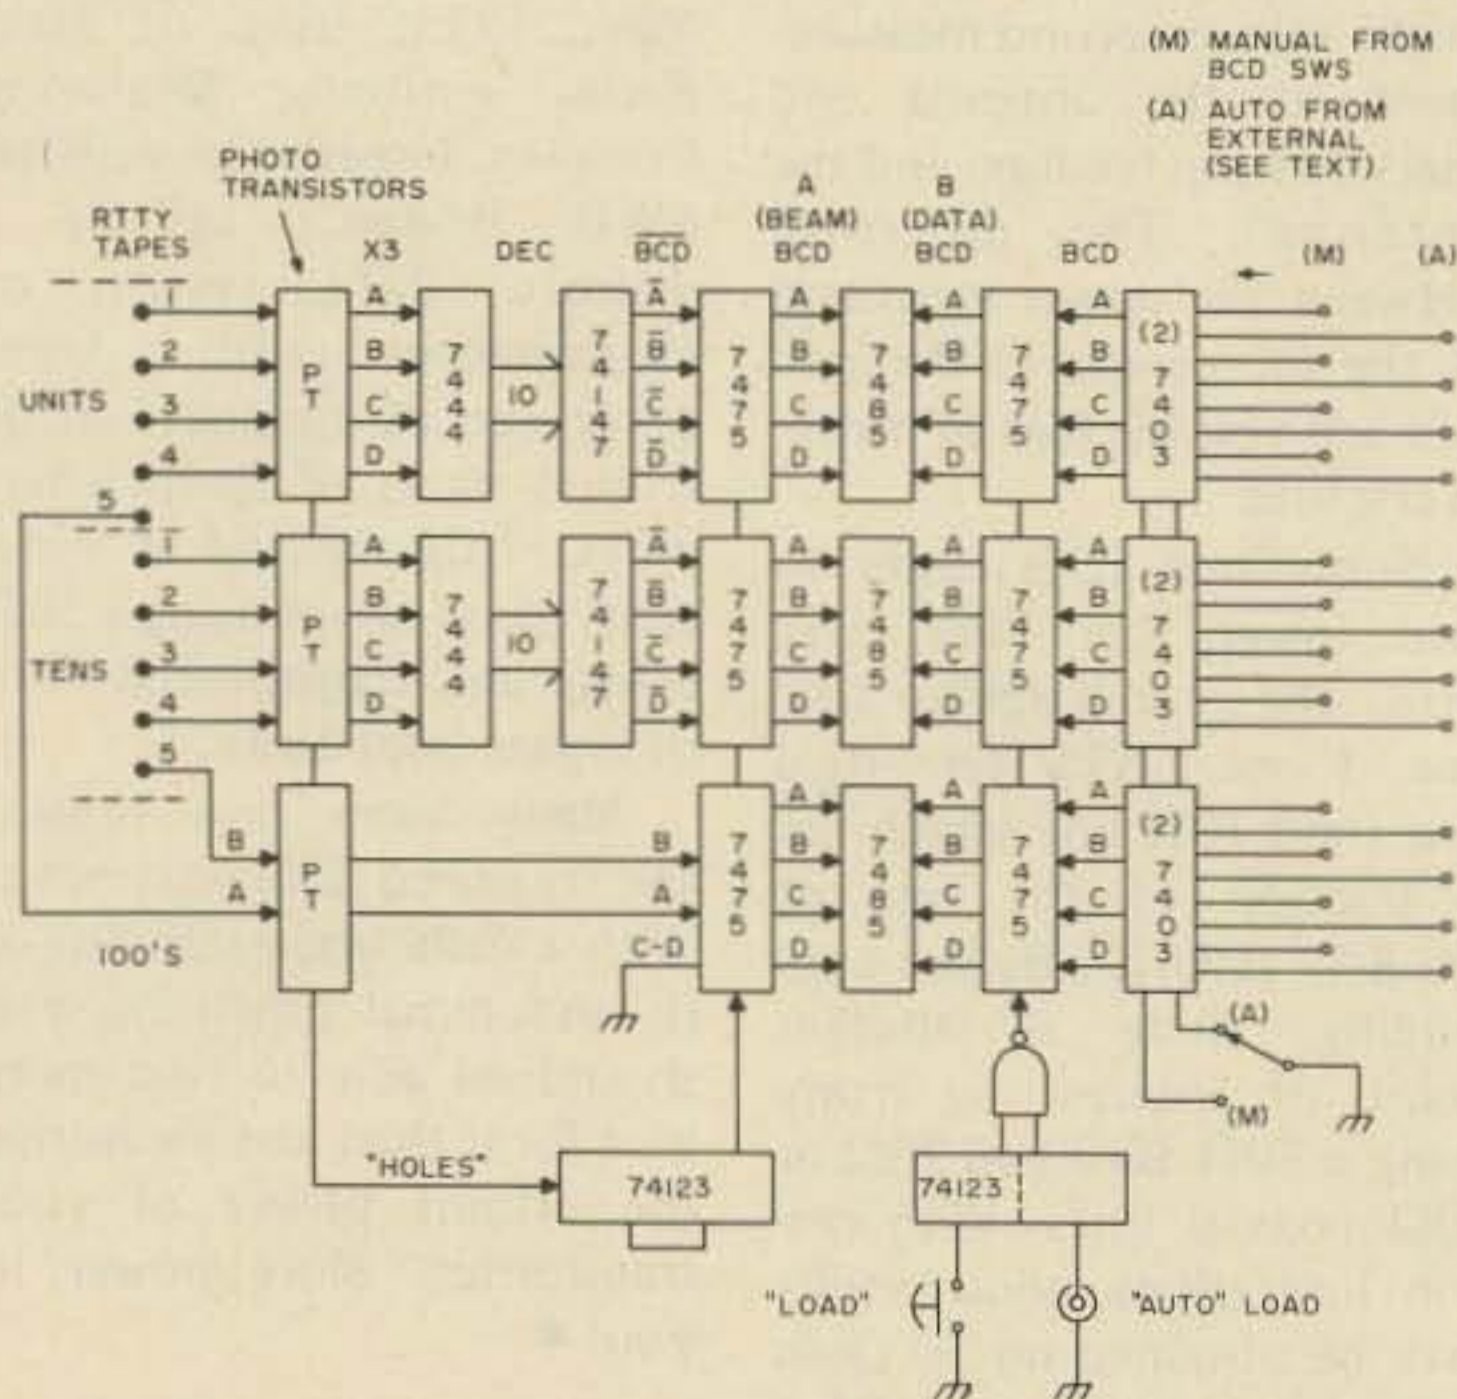 (M) MANUAL FROM
BCD SWS
(A) AUTO FROM
EXTERNAL
(SEE TEXT)
PHOTO
TRANSISTORS
RTTY
TAPES
X3
DEC
B̅C̅D̅
A
(BEAM)
BCD
B
(DATA)
BCD
BCD
(M)
(A)
UNITS
1
2
3
4
5
PT
A
B
C
D
7444
10
74147
A̅
B̅
C̅
D̅
7475
A
B
C
D
7485
A
B
C
D
7475
A
B
C
D
(2) 7403
TENS
1
2
3
4
5
PT
A
B
C
D
7444
10
74147
A̅
B̅
C̅
D̅
7475
A
B
C
D
7485
A
B
C
D
7475
A
B
C
D
(2) 7403
100'S
B
A
PT
B
A
C-D
7475
A
B
C
D
7485
A
B
C
D
7475
A
B
C
D
(2) 7403
(A)
(M)
"HOLES"
74123
74123
"LOAD"
"AUTO" LOAD